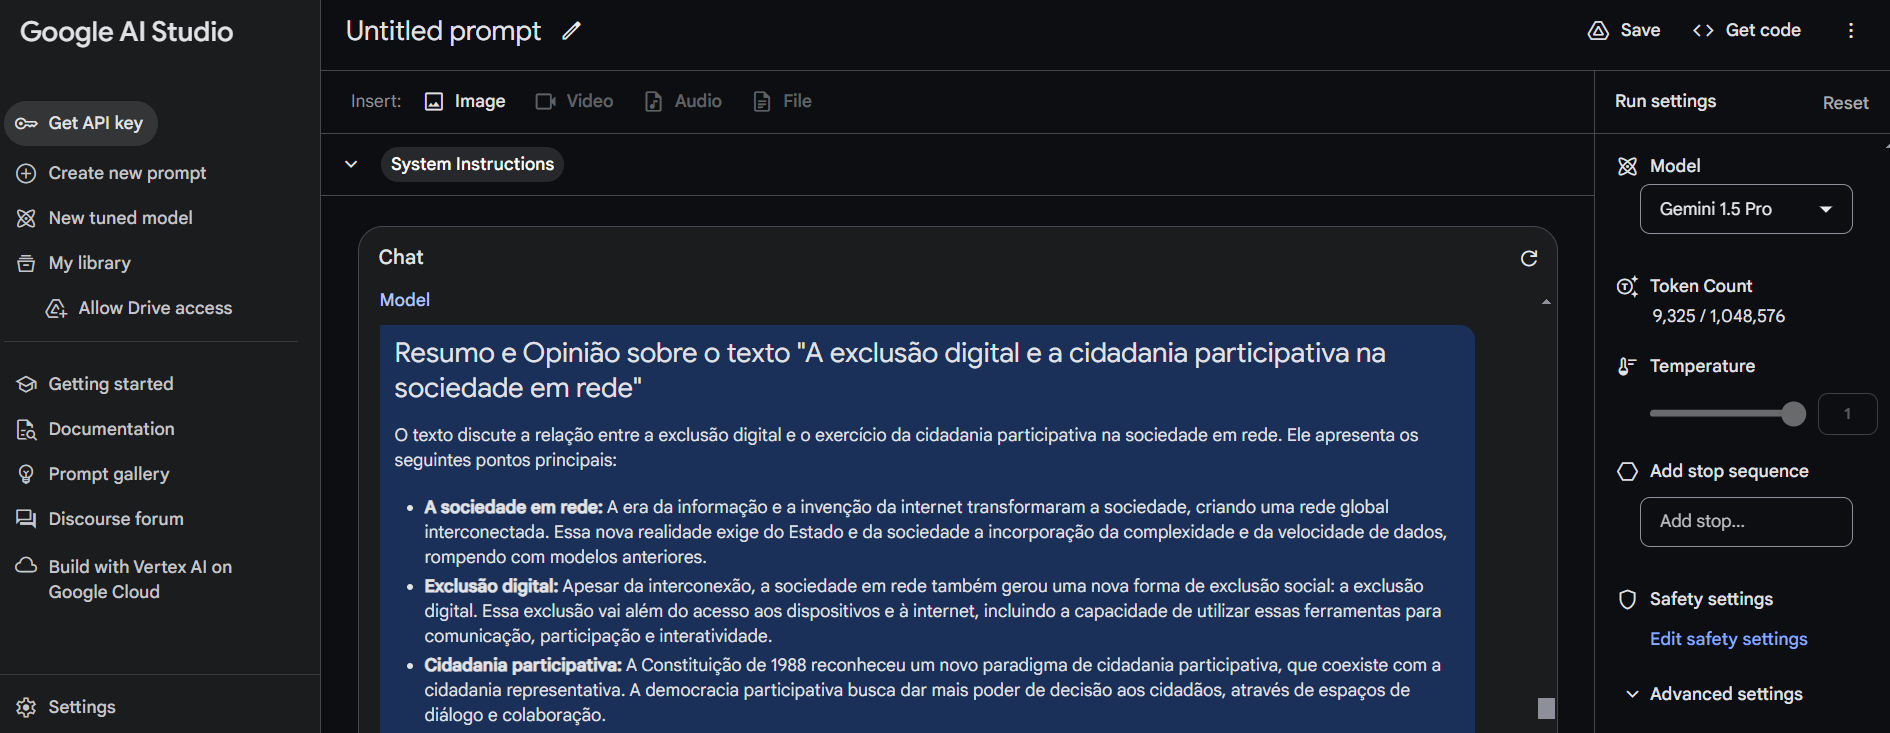 Google AI Studio
Get API key
Create new prompt
New tuned model
My library
Allow Drive access
Getting started
Documentation
Prompt gallery
Discourse forum
Build with Vertex AI on
Google Cloud
Settings
Untitled prompt
Save
Get code
Insert:
Image
Video
Audio
File
System Instructions
Chat
Model
Resumo e Opinião sobre o texto "A exclusão digital e a cidadania participativa na
sociedade em rede"
O texto discute a relação entre a exclusão digital e o exercício da cidadania participativa na sociedade em rede. Ele apresenta os
seguintes pontos principais:
• A sociedade em rede: A era da informação e a invenção da internet transformaram a sociedade, criando uma rede global
interconectada. Essa nova realidade exige do Estado e da sociedade a incorporação da complexidade e da velocidade de dados,
rompendo com modelos anteriores.
• Exclusão digital: Apesar da interconexão, a sociedade em rede também gerou uma nova forma de exclusão social: a exclusão
digital. Essa exclusão vai além do acesso aos dispositivos e à internet, incluindo a capacidade de utilizar essas ferramentas para
comunicação, participação e interatividade.
• Cidadania participativa: A Constituição de 1988 reconheceu um novo paradigma de cidadania participativa, que coexiste com a
cidadania representativa. A democracia participativa busca dar mais poder de decisão aos cidadãos, através de espaços de
diálogo e colaboração.
Run settings
Reset
Model
Gemini 1.5 Pro
Token Count
9,325 / 1,048,576
Temperature
1
Add stop sequence
Add stop...
Safety settings
Edit safety settings
Advanced settings